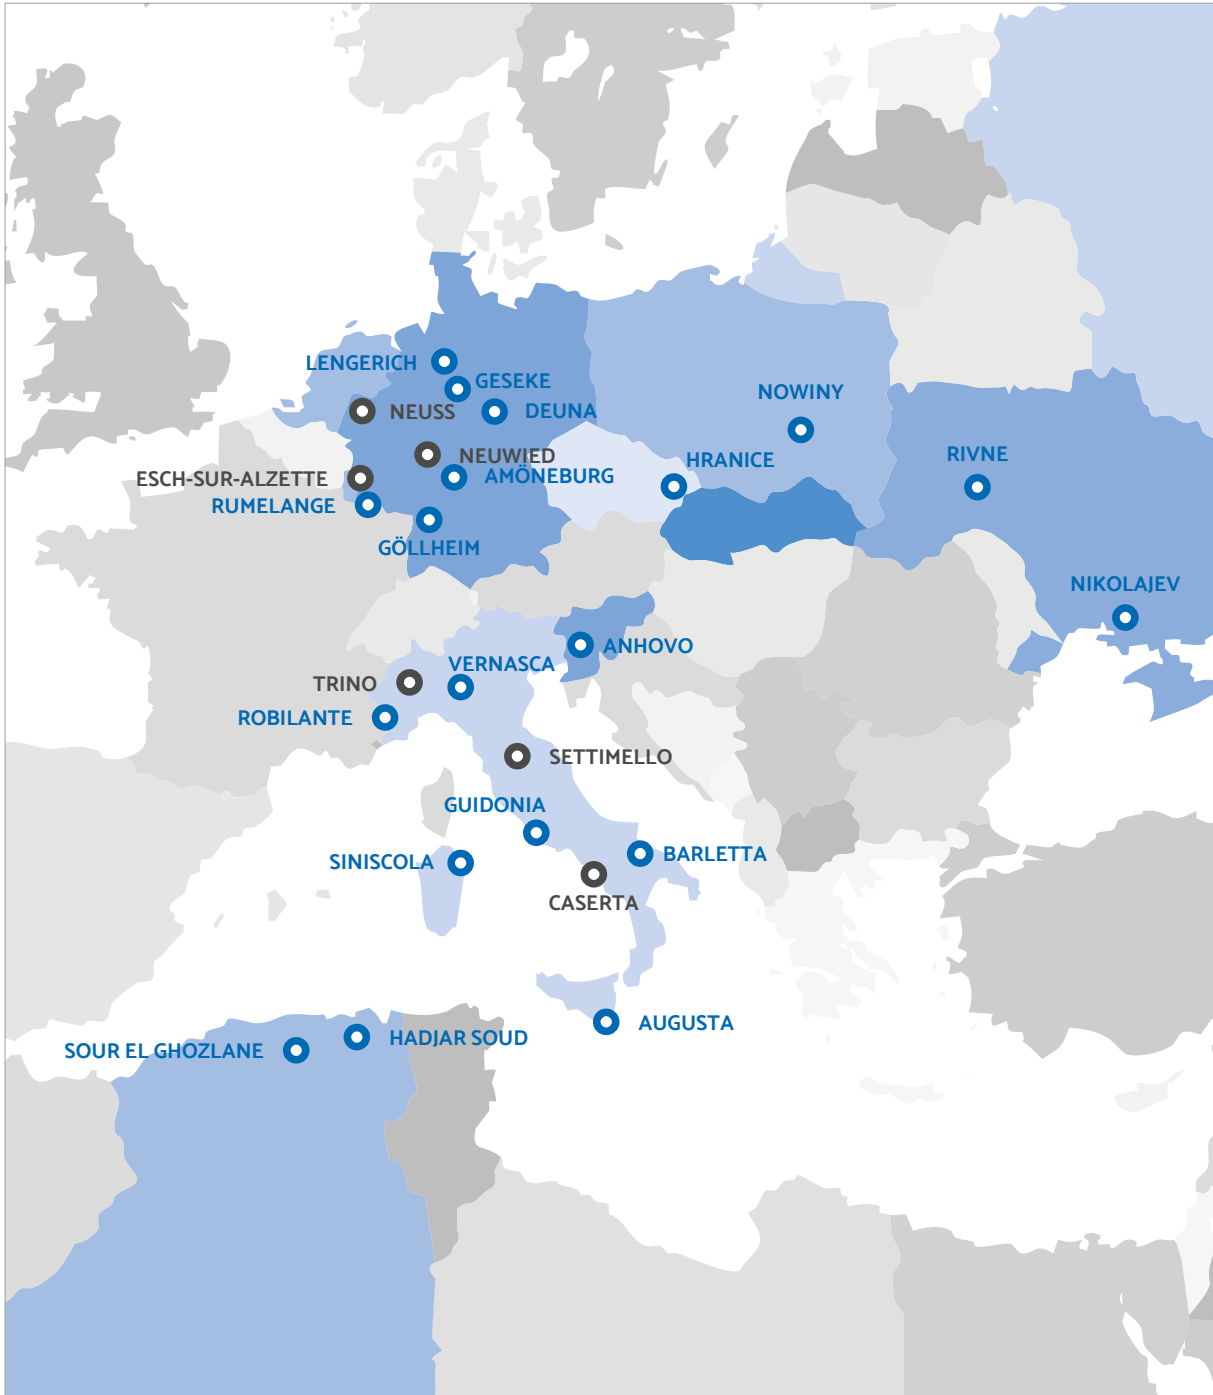 LENGERICH
GESEKE
NEUSS
DEUNA
NOWINY
NEUWIED
HRANICE
RIVNE
ESCH-SUR-ALZETTE
AMÖNEBURG
RUMELANGE
GÖLLHEIM
NIKOLAJEV
ANHOVO
VERNASCA
TRINO
ROBILANTE
SETTIMELLO
GUIDONIA
SINISCOLA
BARLETTA
CASERTA
AUGUSTA
HADJAR SOUD
SOUR EL GHOZLANE